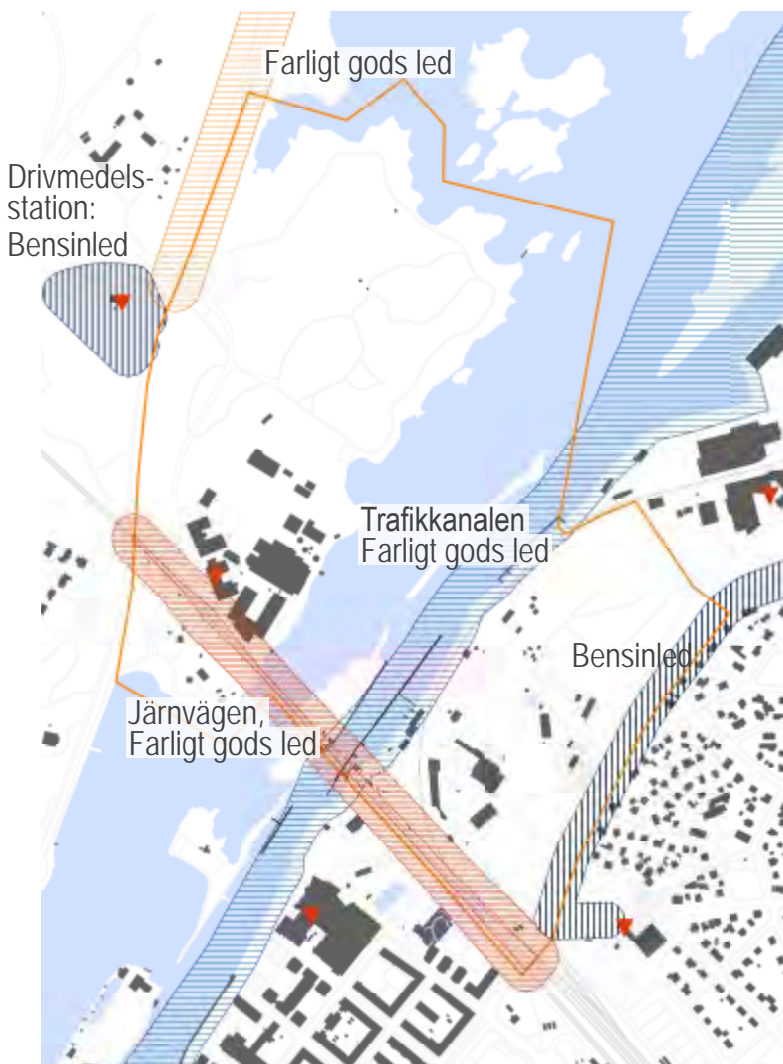 Farligt gods led
Drivmedels-
station:
Bensinled
Trafikkanalen
Farligt gods led
Bensinled
Järnvägen,
Farligt gods led